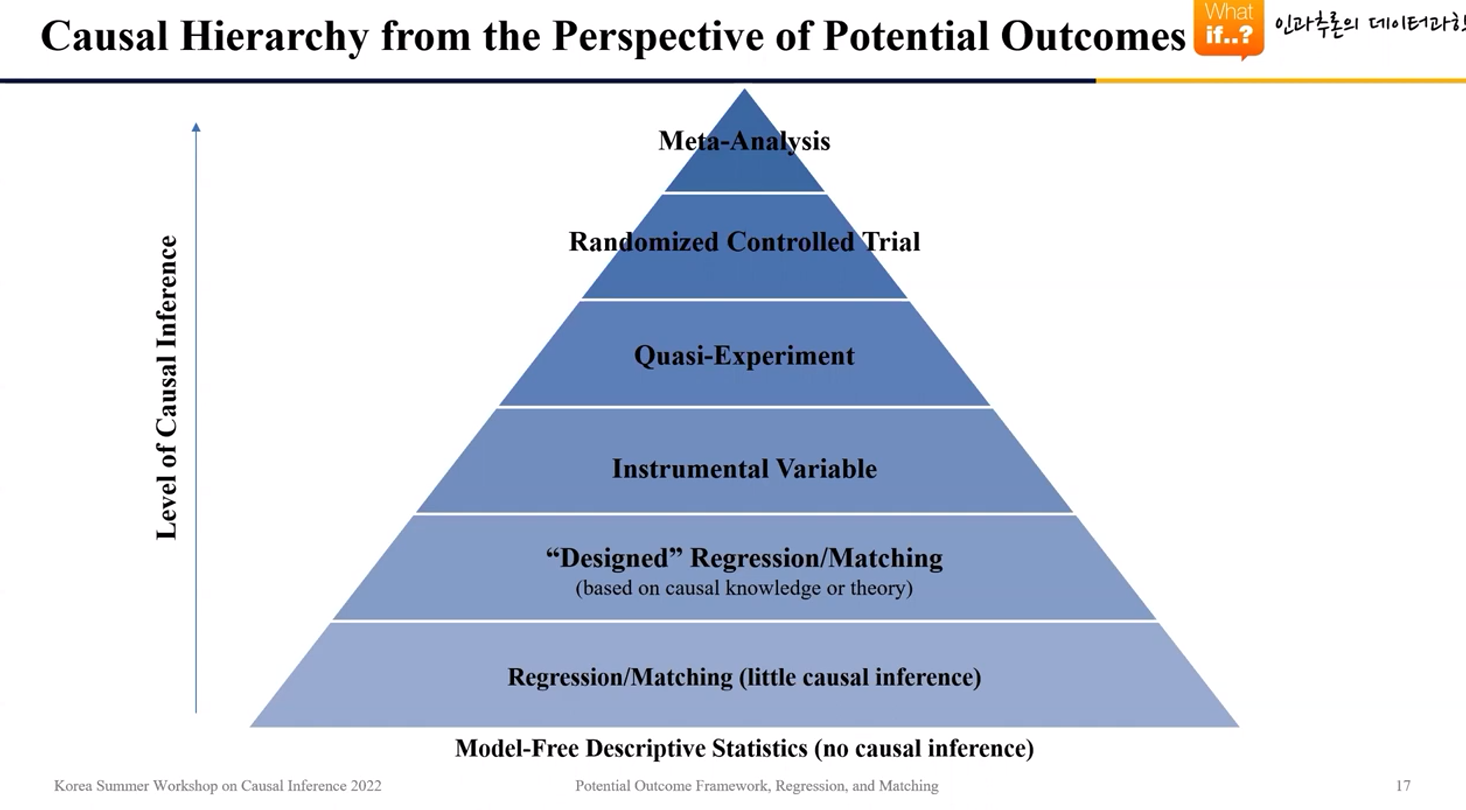 Causal Hierarchy from the Perspective of Potential Outcomes
What
if..?
인과추론의 데이터과학
Meta-Analysis
Randomized Controlled Trial
Quasi-Experiment
Instrumental Variable
“Designed” Regression/Matching
(based on causal knowledge or theory)
Regression/Matching (little causal inference)
Model-Free Descriptive Statistics (no causal inference)
Level of Causal Inference
Korea Summer Workshop on Causal Inference 2022
Potential Outcome Framework, Regression, and Matching
17